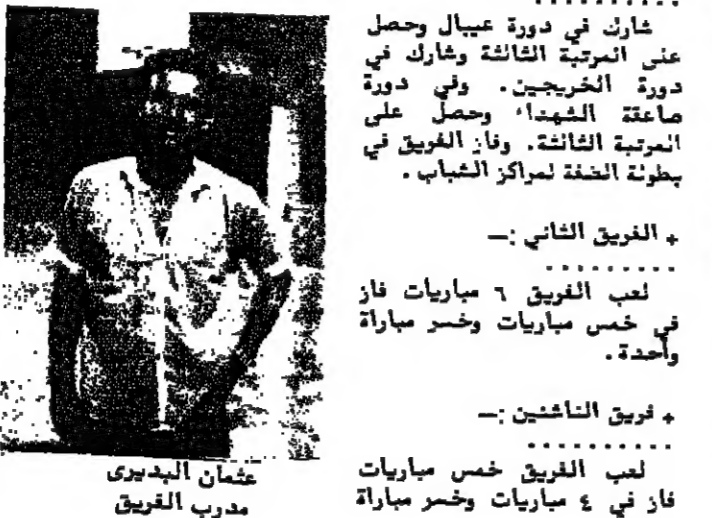 ..........
شارك في دورة عيبال وحصل
على المرتبة الثالثة وشارك في
دورة الخريجين. وفي دورة
صاعقة الشهداء وحصل على
المرتبة الثالثة. وفاز الفريق في
بطولة الضفة لمراكز الشباب.
+ الفريق الثاني :-
.........
لعب الفريق ٦ مباريات فاز
في خمس مباريات وخسر مباراة
واحدة.
+ فريق الناشئين :-
..........
لعب الفريق خمس مباريات
فاز في ٤ مباريات وخسر مباراة
عثمان البديرى
مدرب الفريق